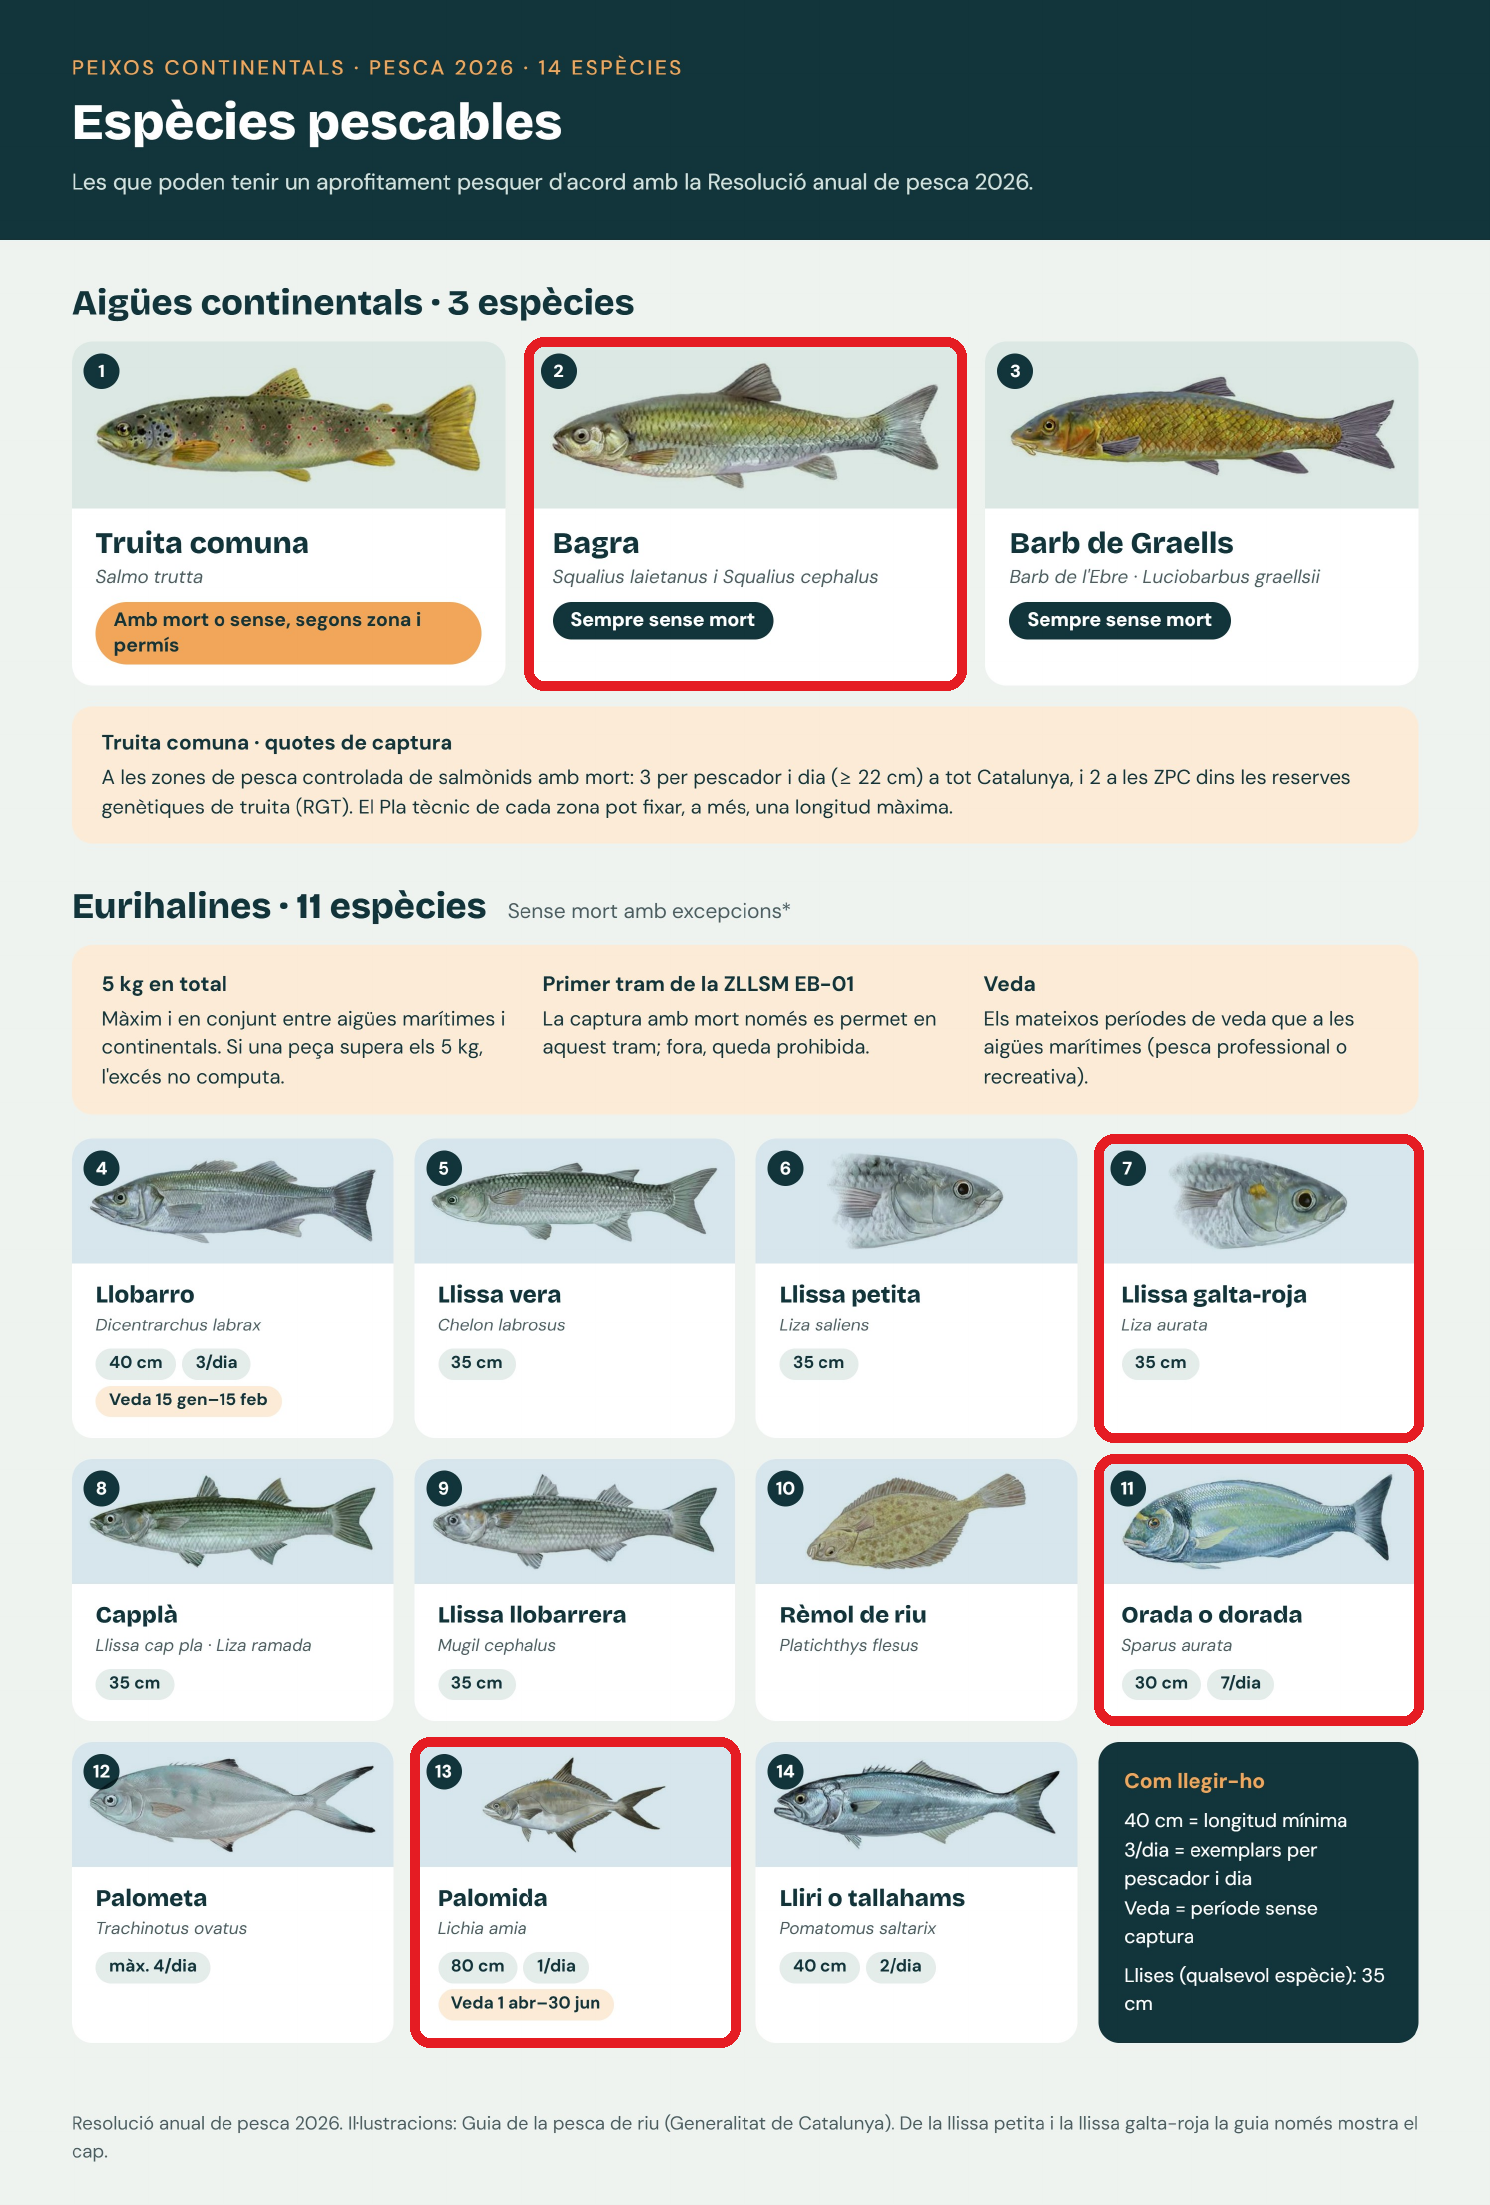 PEIXOS CONTINENTALS · PESCA 2026 · 14 ESPÈCIES
Espècies pescables
Les que poden tenir un aprofitament pesquer d'acord amb la Resolució anual de pesca 2026.
Aigües continentals · 3 espècies
1
Truita comuna
Salmo trutta
Amb mort o sense, segons zona i
permís
2
Bagra
Squalius laietanus i Squalius cephalus
Sempre sense mort
3
Barb de Graells
Barb de l'Ebre · Luciobarbus graellsii
Sempre sense mort
Truita comuna · quotes de captura
A les zones de pesca controlada de salmònids amb mort: 3 per pescador i dia (≥ 22 cm) a tot Catalunya, i 2 a les ZPC dins les reserves
genètiques de truita (RGT). El Pla tècnic de cada zona pot fixar, a més, una longitud màxima.
Eurihalines · 11 espècies Sense mort amb excepcions*
5 kg en total
Màxim i en conjunt entre aigües marítimes i
continentals. Si una peça supera els 5 kg,
l'excés no computa.
Primer tram de la ZLLSM EB-01
La captura amb mort només es permet en
aquest tram; fora, queda prohibida.
Veda
Els mateixos períodes de veda que a les
aigües marítimes (pesca professional o
recreativa).
4
Llobarro
Dicentrarchus labrax
40 cm 3/dia
Veda 15 gen–15 feb
5
Llissa vera
Chelon labrosus
35 cm
6
Llissa petita
Liza saliens
35 cm
7
Llissa galta-roja
Liza aurata
35 cm
8
Capplà
Llissa cap pla · Liza ramada
35 cm
9
Llissa llobarrera
Mugil cephalus
35 cm
10
Rèmol de riu
Platichthys flesus
11
Orada o dorada
Sparus aurata
30 cm 7/dia
12
Palometa
Trachinotus ovatus
màx. 4/dia
13
Palomida
Lichia amia
80 cm 1/dia
Veda 1 abr–30 jun
14
Lliri o tallahams
Pomatomus saltarix
40 cm 2/dia
Com llegir-ho
40 cm = longitud mínima
3/dia = exemplars per
pescador i dia
Veda = període sense
captura
Llises (qualsevol espècie): 35
cm
Resolució anual de pesca 2026. Il·lustracions: Guia de la pesca de riu (Generalitat de Catalunya). De la llissa petita i la llissa galta-roja la guia només mostra el
cap.